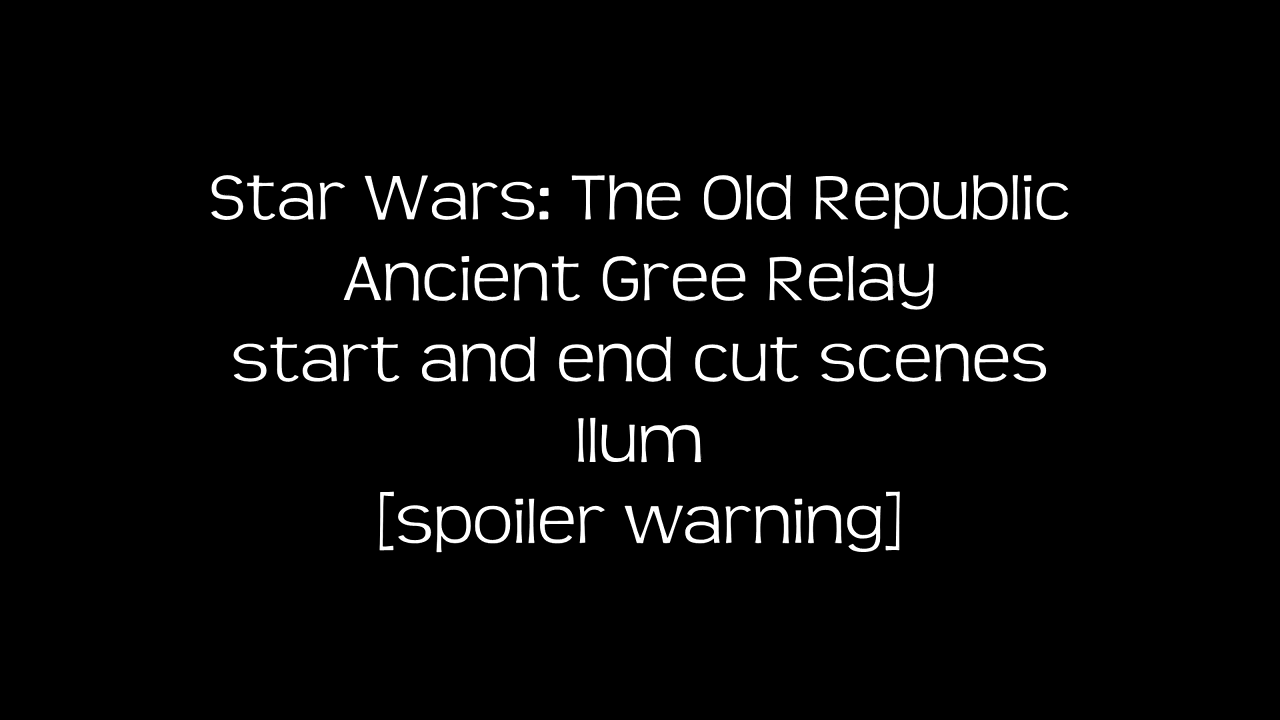 Star Wars: The Old Republic
Ancient Gree Relay
start and end cut scenes
Ilum
[spoiler warning]